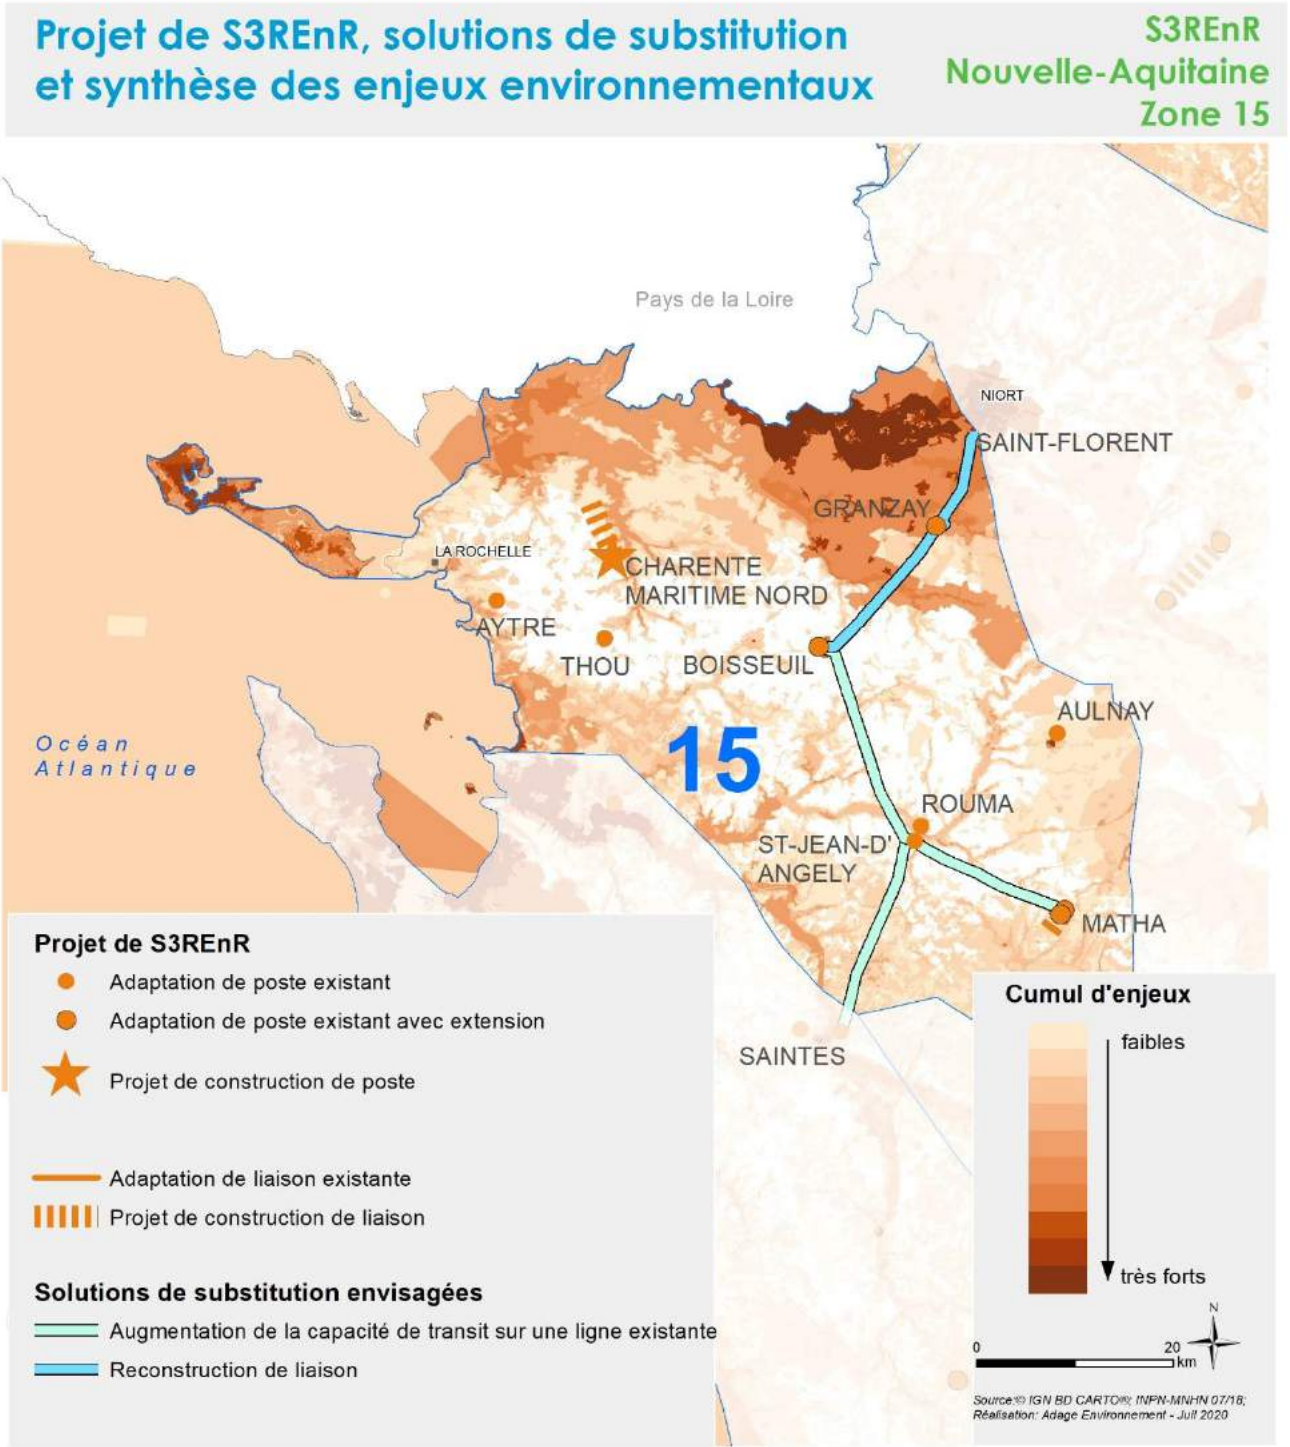 Projet de S3REnR, solutions de substitution
et synthèse des enjeux environnementaux
S3REnR
Nouvelle-Aquitaine
Zone 15
Pays de la Loire
NIORT
SAINT-FLORENT
GRANZAY
LA ROCHELLE
CHARENTE
MARITIME NORD
AYTRE
THOU
BOISSEUIL
AULNAY
15
Océan
Atlantique
ROUMA
ST-JEAN-D'
ANGELY
MATHA
SAINTES
Projet de S3REnR
Adaptation de poste existant
Adaptation de poste existant avec extension
Projet de construction de poste
Adaptation de liaison existante
Projet de construction de liaison
Solutions de substitution envisagées
Augmentation de la capacité de transit sur une ligne existante
Reconstruction de liaison
Cumul d'enjeux
faibles
très forts
N
0 20
km
Source:© IGN BD CARTO®; INPN-MNHN 07/18;
Réalisation: Adage Environnement - Juil 2020